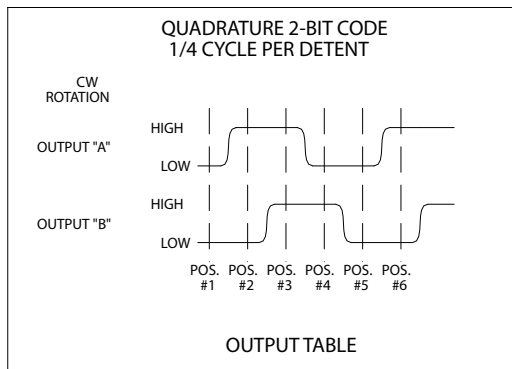 QUADRATURE 2-BIT CODE
1/4 CYCLE PER DETENT
CW
ROTATION
HIGH
OUTPUT "A"
LOW
HIGH
OUTPUT "B"
LOW
POS. POS. POS. POS. POS. POS.
#1 #2 #3 #4 #5 #6
OUTPUT TABLE